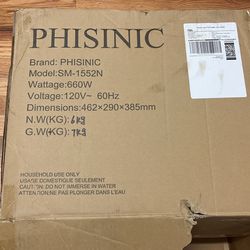 PHISINIC
Brand: PHISINIC
Model:SM-1552N
Wattage:660W
Voltage:120V~ 60Hz
Dimensions:462×290×385mm
N.W(KG): 6kg
G.W(KG): 7kg
HOUSEHOLD USE ONLY
USAGE DOMESTIQUE SEULEMENT
CAUTION:DO NOT IMMERSE IN WATER
ATTENTION:NE PAS PLONGER DANS L'EAU